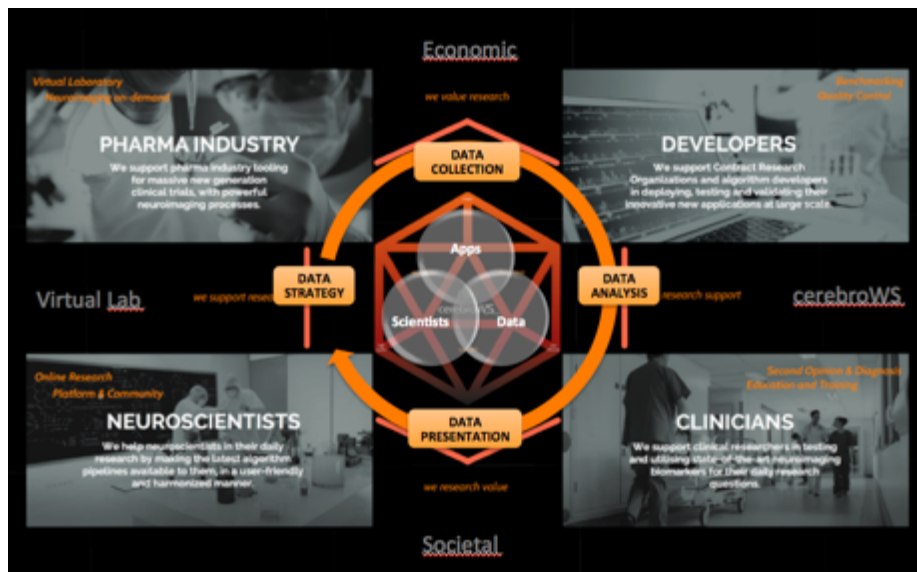 Economic
Virtual Laboratory
Neuroimaging on-demand
we value research
Benchmarking
Quality Control
PHARMA INDUSTRY
We support pharma industry tooling
for massive new generation
clinical trials, with powerful
neuroimaging processes.
DATA
COLLECTION
DEVELOPERS
We support Contract Research
Organizations and algorithm developers
in deploying, testing and validating their
innovative new applications at large scale.
Apps
Virtual Lab
we support
DATA
STRATEGY
DATA
ANALYSIS
research support
cerebroWS
Scientists
Data
Online Research
Platform & Community
Second Opinion & Diagnosis
Education and Training
NEUROSCIENTISTS
We help neuroscientists in their daily
research by making the latest algorithm
pipelines available to them, in a user-friendly
and harmonized manner.
DATA
PRESENTATION
CLINICIANS
We support clinical researchers in testing
and utilising state-of-the-art neuroimaging
biomarkers for their daily research
questions.
we research value
Societal